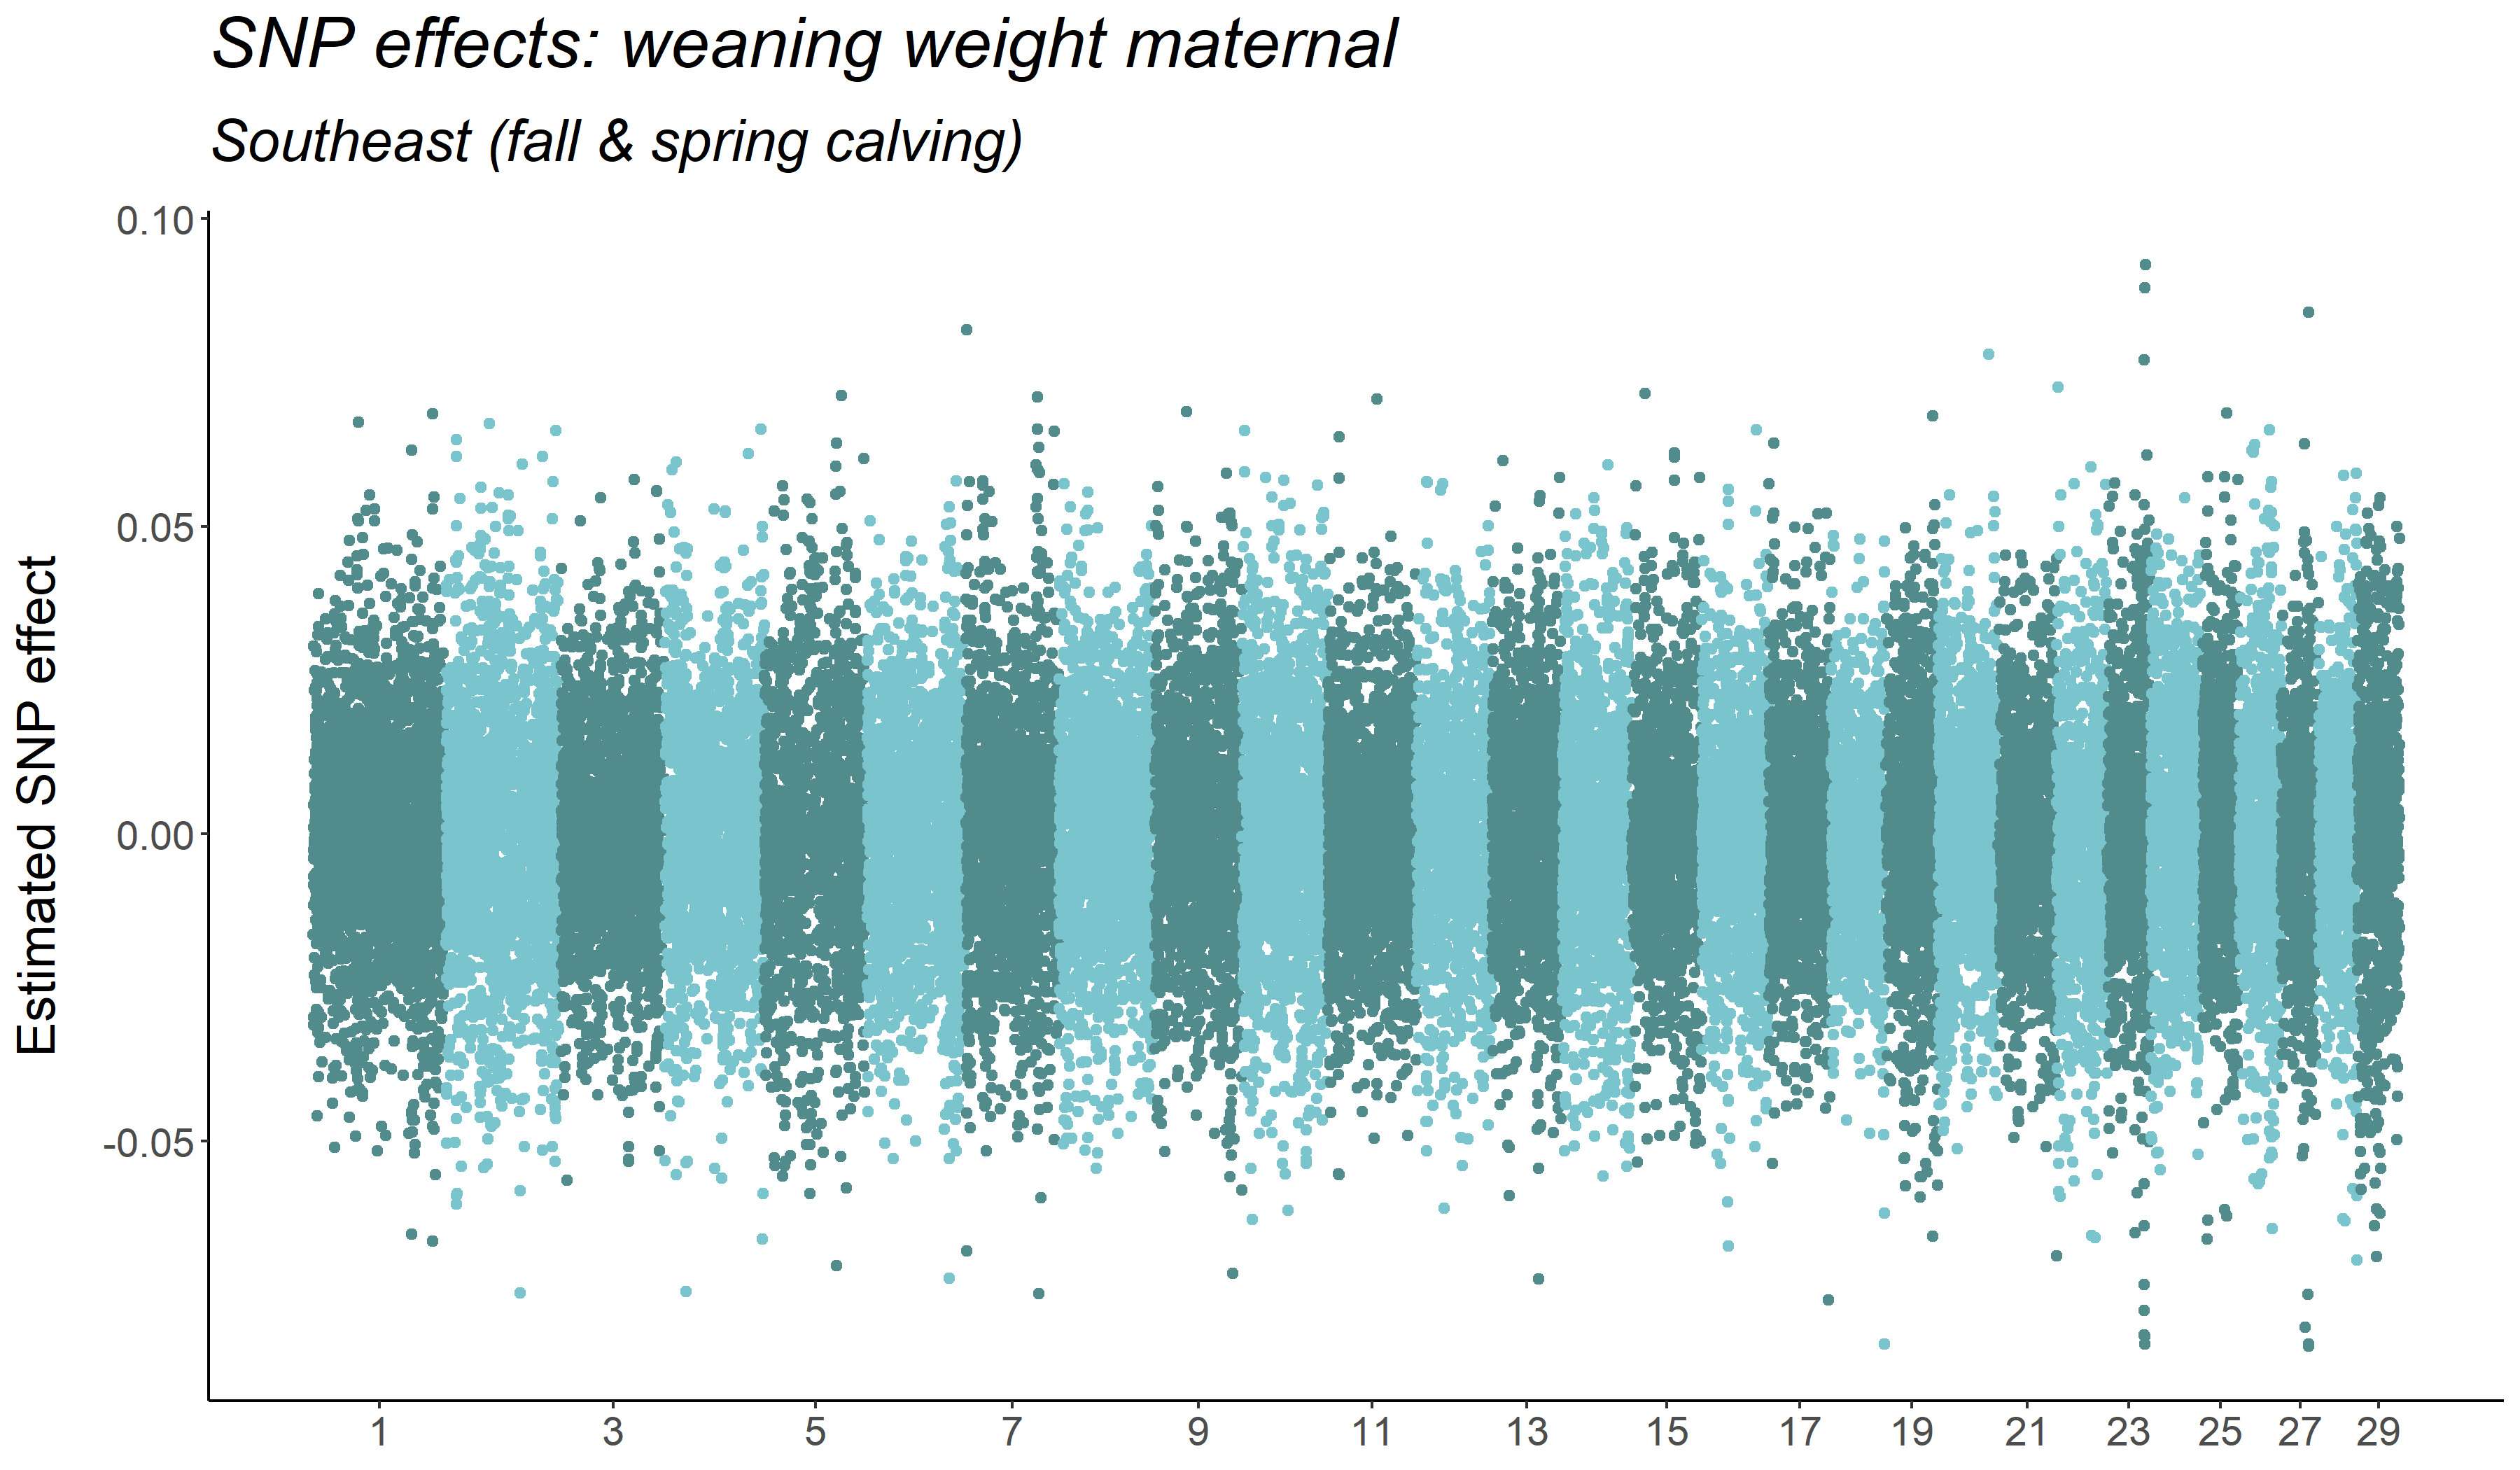 SNP effects: weaning weight maternal
Southeast (fall & spring calving)
Estimated SNP effect
0.10
0.05
0.00
-0.05
1 3 5 7 9 11 13 15 17 19 21 23 25 27 29